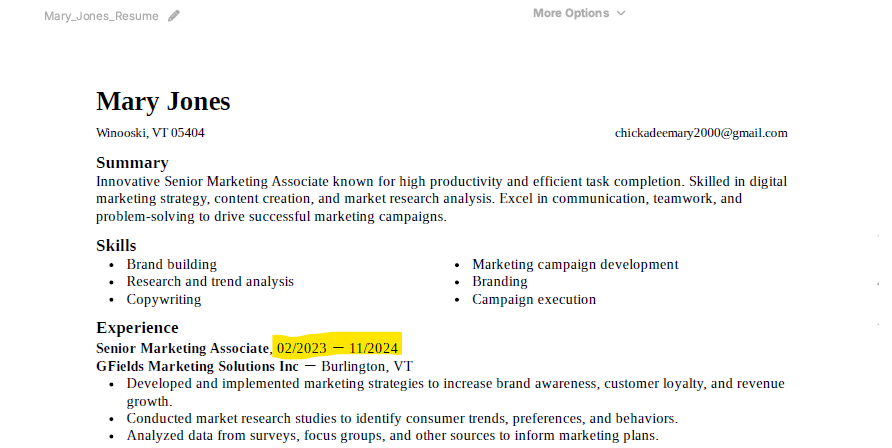 Mary_Jones_Resume
More Options
Mary Jones
Winooski, VT 05404 chickadeemary2000@gmail.com
Summary
Innovative Senior Marketing Associate known for high productivity and efficient task completion. Skilled in digital
marketing strategy, content creation, and market research analysis. Excel in communication, teamwork, and
problem-solving to drive successful marketing campaigns.
Skills
• Brand building
• Research and trend analysis
• Copywriting
• Marketing campaign development
• Branding
• Campaign execution
Experience
Senior Marketing Associate, 02/2023 － 11/2024
GFields Marketing Solutions Inc － Burlington, VT
• Developed and implemented marketing strategies to increase brand awareness, customer loyalty, and revenue
growth.
• Conducted market research studies to identify consumer trends, preferences, and behaviors.
• Analyzed data from surveys, focus groups, and other sources to inform marketing plans.